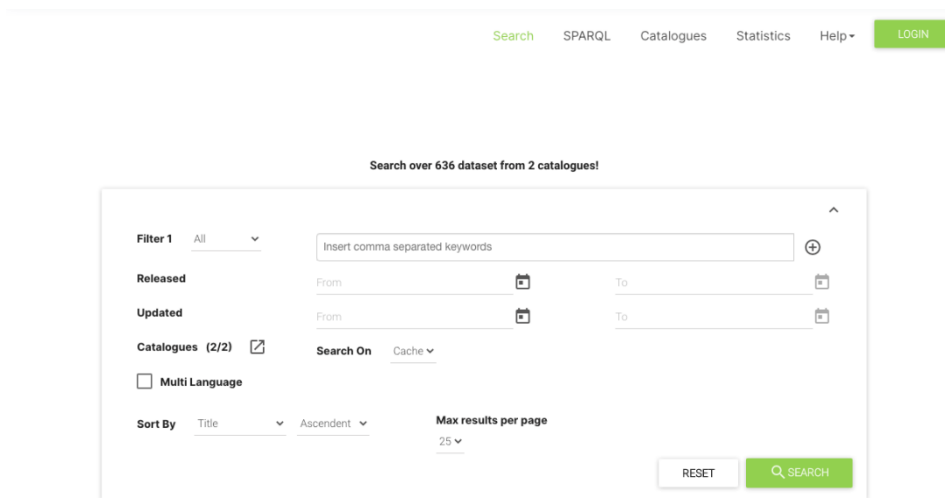 Search SPARQL Catalogues Statistics Help LOGIN
Search over 636 dataset from 2 catalogues!
Filter 1 All Insert comma separated keywords
Released From To
Updated From To
Catalogues (2/2) Search On Cache
Multi Language
Sort By Title Ascendent Max results per page
25
RESET SEARCH